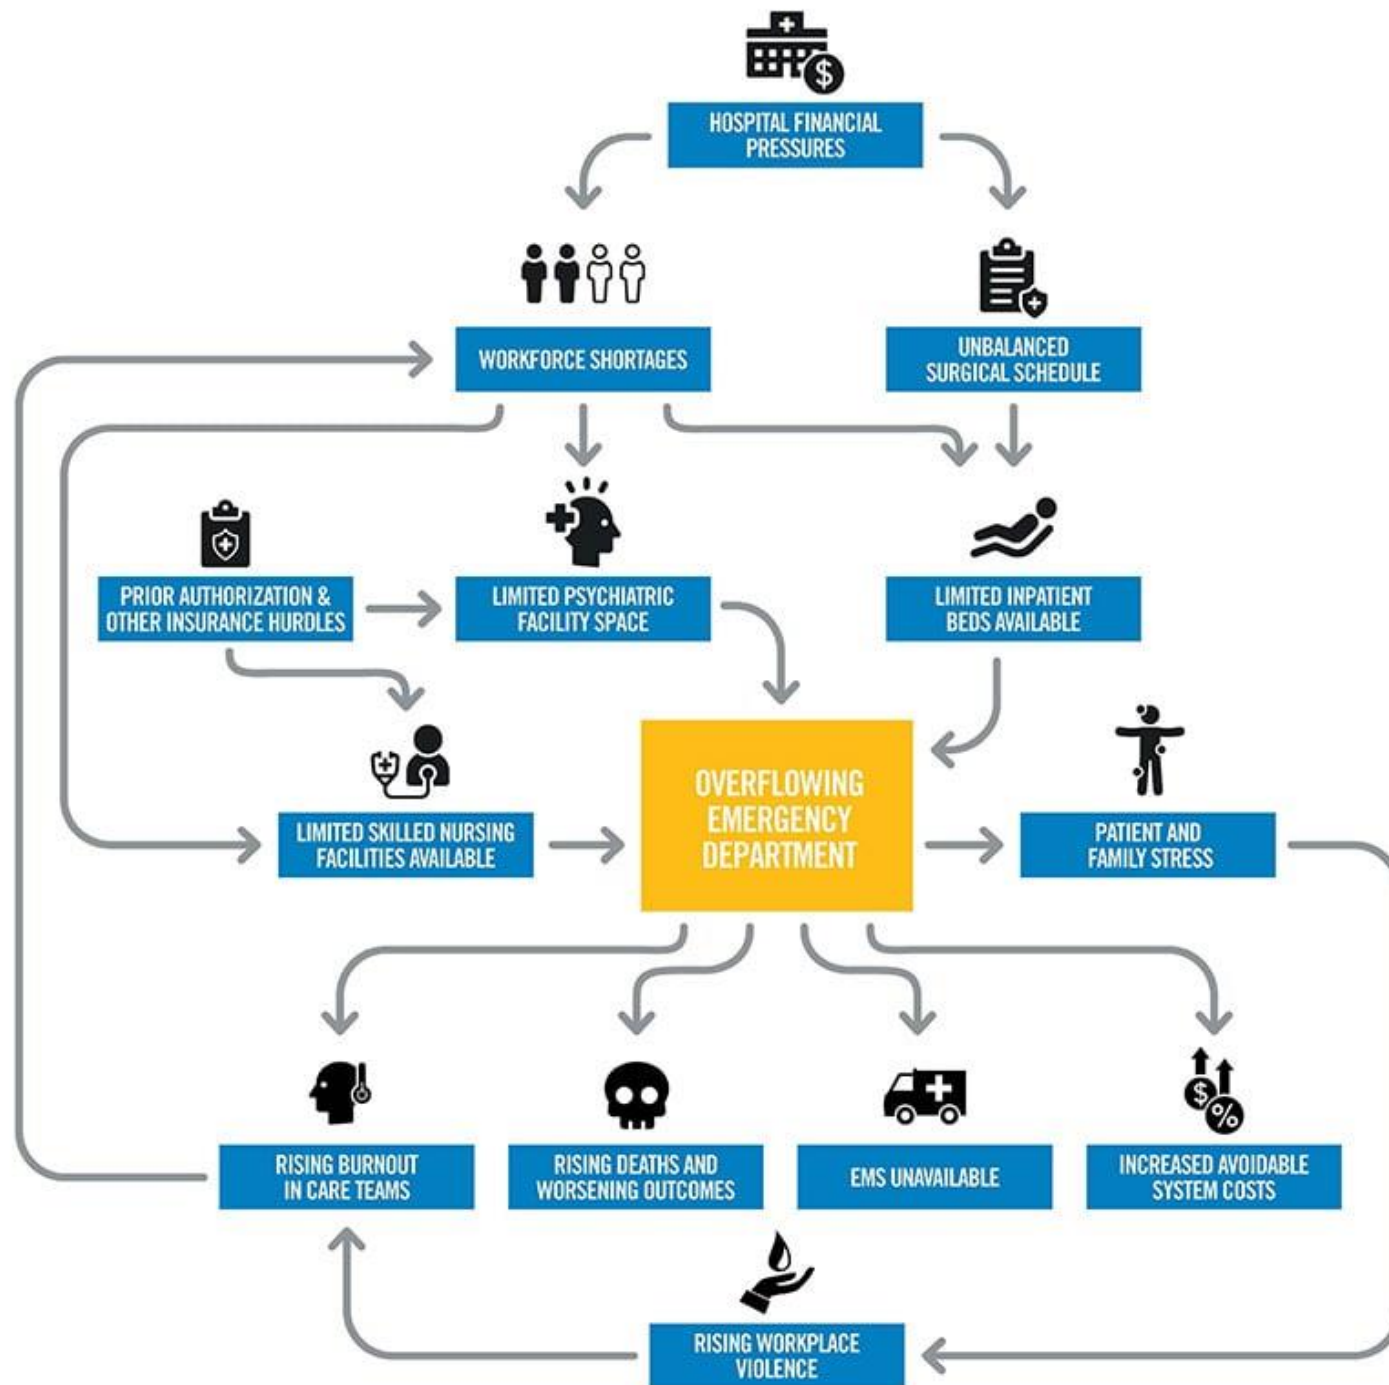 $
HOSPITAL FINANCIAL
PRESSURES
WORKFORCE SHORTAGES
UNBALANCED
SURGICAL SCHEDULE
PRIOR AUTHORIZATION &
OTHER INSURANCE HURDLES
LIMITED PSYCHIATRIC
FACILITY SPACE
LIMITED INPATIENT
BEDS AVAILABLE
LIMITED SKILLED NURSING
FACILITIES AVAILABLE
OVERFLOWING
EMERGENCY
DEPARTMENT
PATIENT AND
FAMILY STRESS
$
%
RISING BURNOUT
IN CARE TEAMS
RISING DEATHS AND
WORSENING OUTCOMES
EMS UNAVAILABLE
INCREASED AVOIDABLE
SYSTEM COSTS
RISING WORKPLACE
VIOLENCE